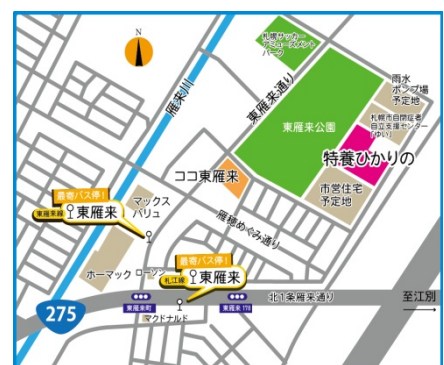 札幌サッカー
アミューズメント
パーク
雁来川
東雁来通り
雨水
ポンプ場
予定地
東雁来公園
札幌市自閉症者
自立支援センター
「ゆい」
特養ひかりの
ココ東雁来
市営住宅
予定地
最寄バス停！
東雁来線
東雁来
マックス
バリュ
雁穂めぐみ通り
最寄バス停！
札江線
東雁来
ホーマック
ローソン
275
東雁来町
マクドナルド
東雁来178
北1条雁来通り
至江別